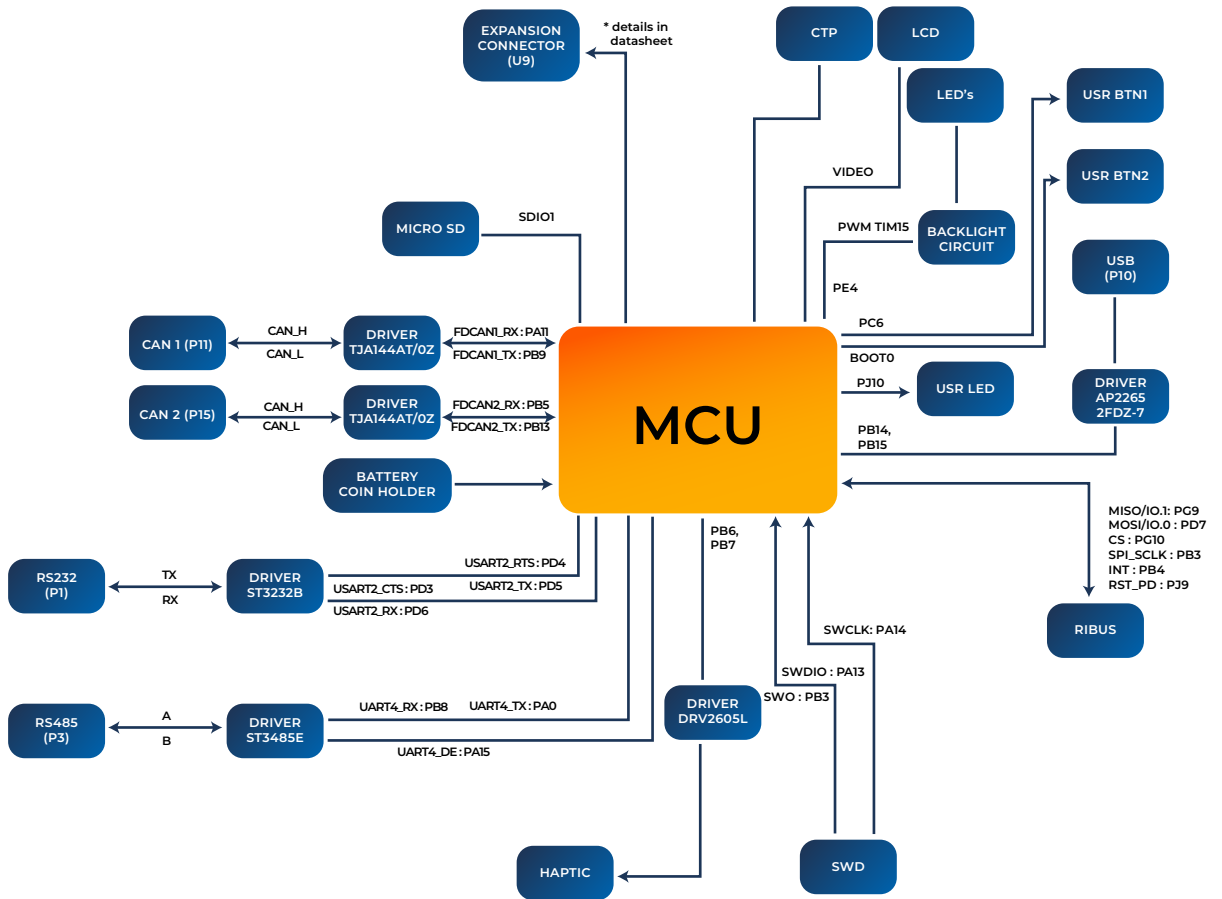 EXPANSION
CONNECTOR
(U9)
* details in
datasheet
CTP
LCD
LED's
USR BTN1
USR BTN2
VIDEO
MICRO SD
SDIO1
PWM TIM15
BACKLIGHT
CIRCUIT
USB
(P10)
PE4
CAN 1 (P11)
CAN_H
CAN_L
DRIVER
TJA144AT/0Z
FDCAN1_RX : PA11
FDCAN1_TX : PB9
PC6
BOOT0
PJ10
USR LED
DRIVER
AP2265
2FDZ-7
CAN 2 (P15)
CAN_H
CAN_L
DRIVER
TJA144AT/0Z
FDCAN2_RX : PB5
FDCAN2_TX : PB13
MCU
PB14,
PB15
BATTERY
COIN HOLDER
MISO/IO.1: PG9
MOSI/IO.0 : PD7
CS : PG10
SPI_SCLK : PB3
INT : PB4
RST_PD : PJ9
RIBUS
PB6,
PB7
RS232
(P1)
TX
RX
DRIVER
ST3232B
USART2_RTS : PD4
USART2_CTS : PD3
USART2_TX : PD5
USART2_RX : PD6
SWCLK: PA14
SWDIO : PA13
SWO : PB3
RS485
(P3)
A
B
DRIVER
ST3485E
UART4_RX : PB8
UART4_TX : PA0
UART4_DE : PA15
DRIVER
DRV2605L
HAPTIC
SWD